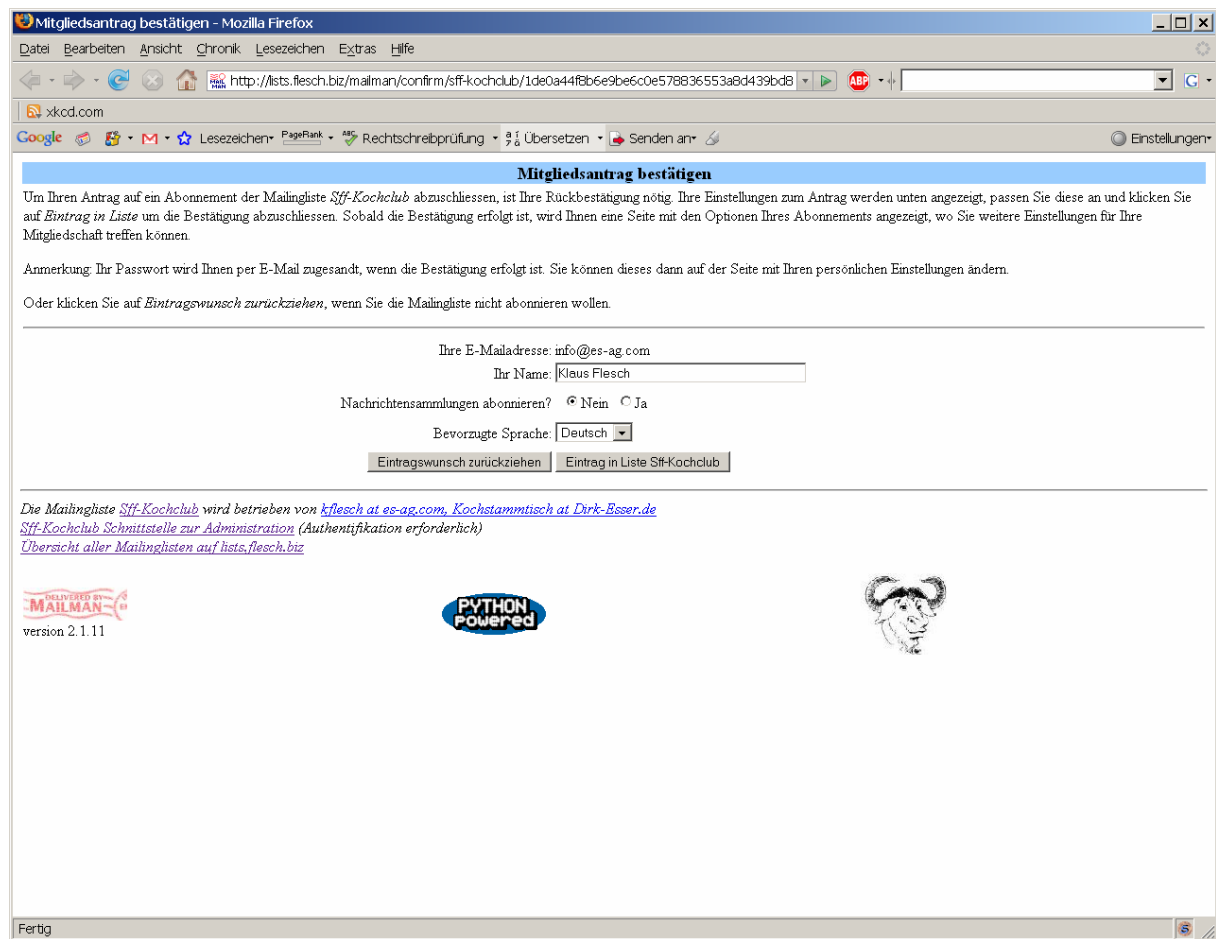 Mitgliedsantrag bestätigen - Mozilla Firefox
Datei Bearbeiten Ansicht Chronik Lesezeichen Extras Hilfe
http://lists.flesch.biz/mailman/confirm/sff-kochclub/1de0a44f8b6e9be6c0e578836553a8d439bd8 ABP G
xkcd.com
Google Lesezeichen PageRank Rechtschreibprüfung Übersetzen Senden an Einstellungen
Mitgliedsantrag bestätigen
Um Ihren Antrag auf ein Abonnement der Mailingliste Sff-Kochclub abzuschliessen, ist Ihre Rückbestätigung nötig. Ihre Einstellungen zum Antrag werden unten angezeigt, passen Sie diese an und klicken Sie
auf Eintrag in Liste um die Bestätigung abzuschliessen. Sobald die Bestätigung erfolgt ist, wird Ihnen eine Seite mit den Optionen Ihres Abonnements angezeigt, wo Sie weitere Einstellungen für Ihre
Mitgliedschaft treffen können.
Anmerkung: Ihr Passwort wird Ihnen per E-Mail zugesandt, wenn die Bestätigung erfolgt ist. Sie können dieses dann auf der Seite mit Ihren persönlichen Einstellungen ändern.
Oder klicken Sie auf Eintragswunsch zurückziehen, wenn Sie die Mailingliste nicht abonnieren wollen.
Ihre E-Mailadresse: info@es-ag.com
Ihr Name: Klaus Flesch
Nachrichtensammlungen abonnieren? Nein Ja
Bevorzugte Sprache: Deutsch
Eintragswunsch zurückziehen Eintrag in Liste Sff-Kochclub
Die Mailingliste Sff-Kochclub wird betrieben von kflesch at es-ag.com, Kochstammtisch at Dirk-Esser.de
Sff-Kochclub Schnittstelle zur Administration (Authentifikation erforderlich)
Übersicht aller Mailinglisten auf lists.flesch.biz
DELIVERED BY
MAILMAN
version 2.1.11
PYTHON
Powered
Fertig